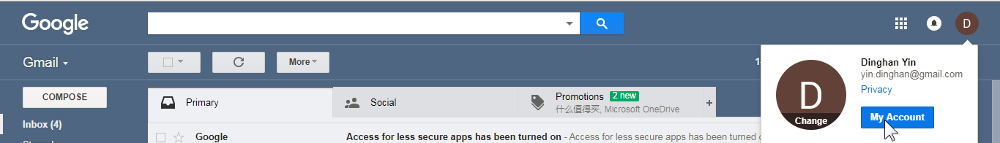 Google
D
Gmail
More
1
COMPOSE
Primary
Social
Promotions 2 new
什么值得买, Microsoft OneDrive
+
Inbox (4)
Google Access for less secure apps has been turned on - Access for less secure apps has been turned on
D
Change
Dinghan Yin
yin.dinghan@gmail.com
Privacy
My Account